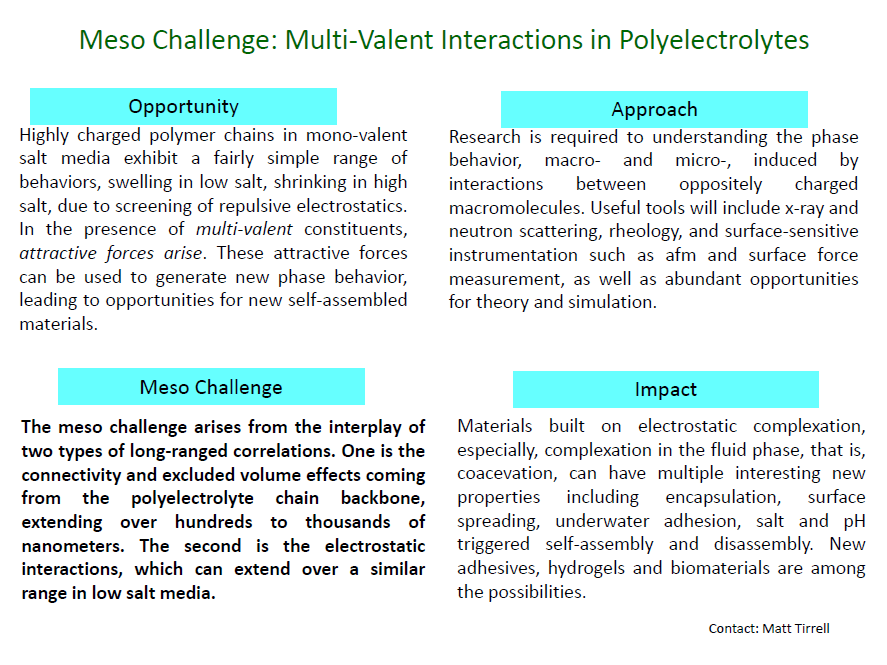 Meso Challenge: Multi-Valent Interactions in Polyelectrolytes
Opportunity
Highly charged polymer chains in mono-valent
salt media exhibit a fairly simple range of
behaviors, swelling in low salt, shrinking in high
salt, due to screening of repulsive electrostatics.
In the presence of multi-valent constituents,
attractive forces arise. These attractive forces
can be used to generate new phase behavior,
leading to opportunities for new self-assembled
materials.
Approach
Research is required to understanding the phase
behavior, macro- and micro-, induced by
interactions between oppositely charged
macromolecules. Useful tools will include x-ray and
neutron scattering, rheology, and surface-sensitive
instrumentation such as afm and surface force
measurement, as well as abundant opportunities
for theory and simulation.
Meso Challenge
The meso challenge arises from the interplay of
two types of long-ranged correlations. One is the
connectivity and excluded volume effects coming
from the polyelectrolyte chain backbone,
extending over hundreds to thousands of
nanometers. The second is the electrostatic
interactions, which can extend over a similar
range in low salt media.
Impact
Materials built on electrostatic complexation,
especially, complexation in the fluid phase, that is,
coacevation, can have multiple interesting new
properties including encapsulation, surface
spreading, underwater adhesion, salt and pH
triggered self-assembly and disassembly. New
adhesives, hydrogels and biomaterials are among
the possibilities.
Contact: Matt Tirrell